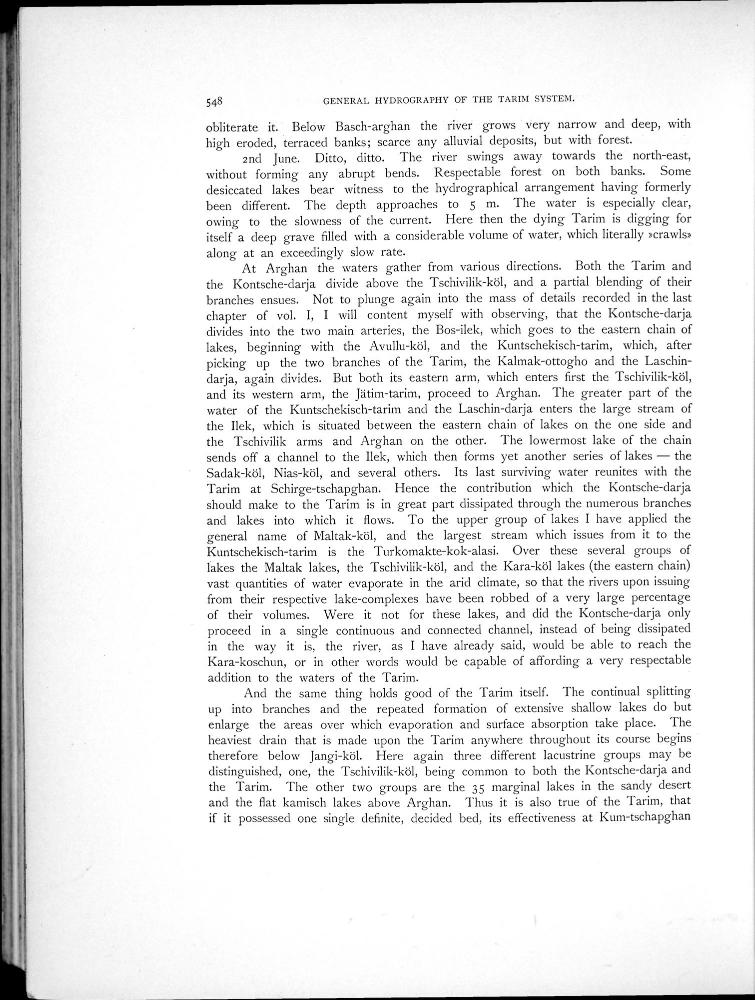 548 GENERAL HYDROGRAPHY OF THE TARIM SYSTEM.
obliterate it. Below Basch-arghan the river grows very narrow and deep, with
high eroded, terraced banks; scarce any alluvial deposits, but with forest.
2nd June. Ditto, ditto. The river swings away towards the north-east,
without forming any abrupt bends. Respectable forest on both banks. Some
desiccated lakes bear witness to the hydrographical arrangement having formerly
been different. The depth approaches to 5 m. The water is especially clear,
owing to the slowness of the current. Here then the dying Tarim is digging for
itself a deep grave filled with a considerable volume of water, which literally »crawls»
along at an exceedingly slow rate.
At Arghan the waters gather from various directions. Both the Tarim and
the Kontsche-darja divide above the Tschivilik-köl, and a partial blending of their
branches ensues. Not to plunge again into the mass of details recorded in the last
chapter of vol. I, I will content myself with observing, that the Kontsche-darja
divides into the two main arteries, the Bos-ilek, which goes to the eastern chain of
lakes, beginning with the Avullu-köl, and the Kuntschekisch-tarim, which, after
picking up the two branches of the Tarim, the Kalmak-ottogho and the Laschin-
darja, again divides. But both its eastern arm, which enters first the Tschivilik-köl,
and its western arm, the Jätim-tarim, proceed to Arghan. The greater part of the
water of the Kuntschekisch-tarim and the Laschin-darja enters the large stream of
the Ilek, which is situated between the eastern chain of lakes on the one side and
the Tschivilik arms and Arghan on the other. The lowermost lake of the chain
sends off a channel to the Ilek, which then forms yet another series of lakes — the
Sadak-köl, Nias-köl, and several others. Its last surviving water reunites with the
Tarim at Schirge-tschapghan. Hence the contribution which the Kontsche-darja
should make to the Tarim is in great part dissipated through the numerous branches
and lakes into which it flows. To the upper group of lakes I have applied the
general name of Maltak-köl, and the largest stream which issues from it to the
Kuntschekisch-tarim is the Turkomakte-kok-alasi. Over these several groups of
lakes the Maltak lakes, the Tschivilik-köl, and the Kara-köl lakes (the eastern chain)
vast quantities of water evaporate in the arid climate, so that the rivers upon issuing
from their respective lake-complexes have been robbed of a very large percentage
of their volumes. Were it not for these lakes, and did the Kontsche-darja only
proceed in a single continuous and connected channel, instead of being dissipated
in the way it is, the river, as I have already said, would be able to reach the
Kara-koschun, or in other words would be capable of affording a very respectable
addition to the waters of the Tarim.
And the same thing holds good of the Tarim itself. The continual splitting
up into branches and the repeated formation of extensive shallow lakes do but
enlarge the areas over which evaporation and surface absorption take place. The
heaviest drain that is made upon the Tarim anywhere throughout its course begins
therefore below Jangi-köl. Here again three different lacustrine groups may be
distinguished, one, the Tschivilik-köl, being common to both the Kontsche-darja and
the Tarim. The other two groups are the 35 marginal lakes in the sandy desert
and the flat kamisch lakes above Arghan. Thus it is also true of the Tarim, that
if it possessed one single definite, decided bed, its effectiveness at Kum-tschapghan